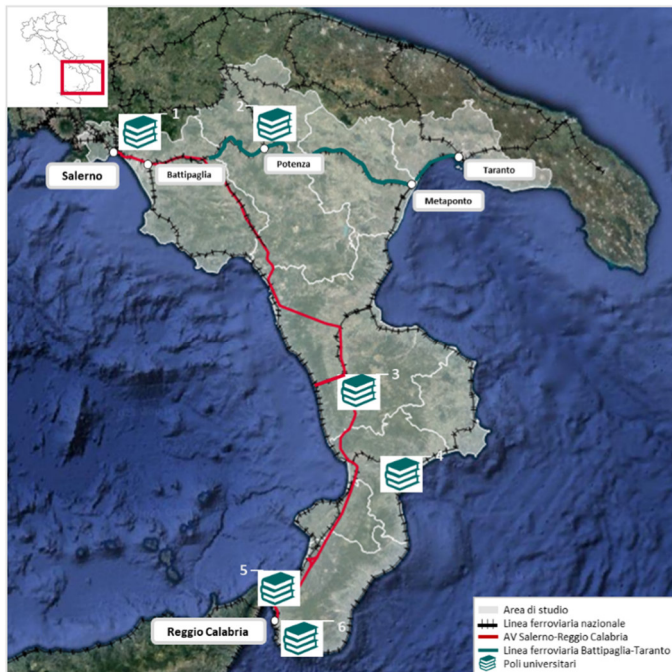 1
2
Salerno
Battipaglia
Potenza
Taranto
Metaponto
3
4
5
Reggio Calabria
6
Area di studio
Linea ferroviaria nazionale
AV Salerno-Reggio Calabria
Linea ferroviaria Battipaglia-Taranto
Poli universitari